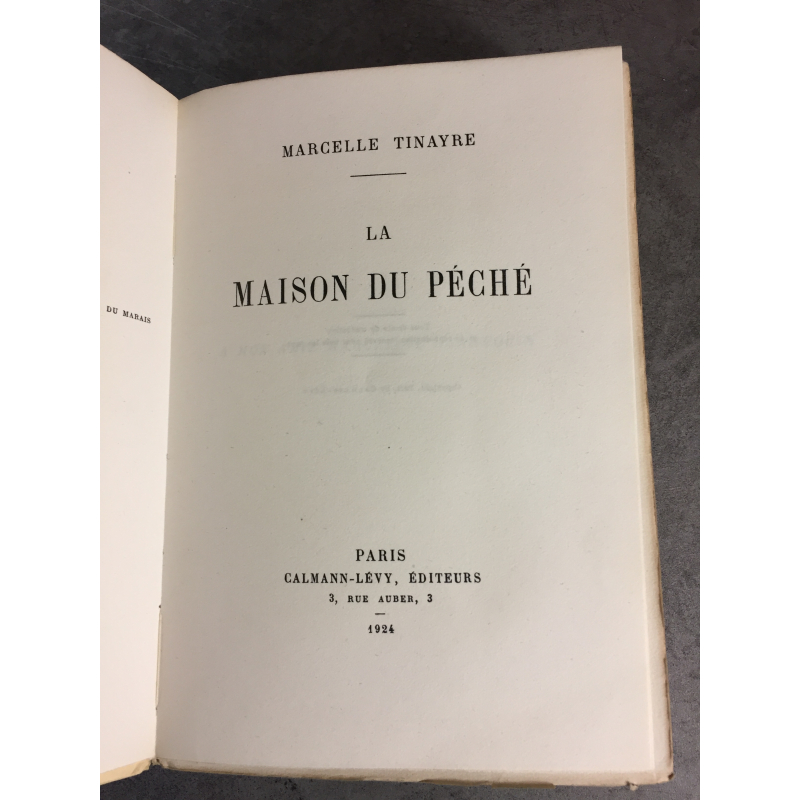 DU MARAIS
MARCELLE TINAYRE
LA
MAISON DU PÉCHÉ
PARIS
CALMANN-LÉVY, ÉDITEURS
3, RUE AUBER, 3
1924